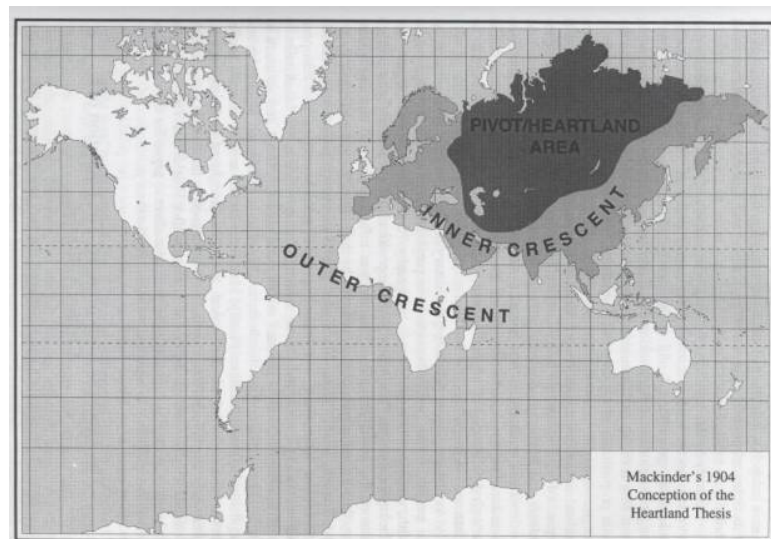 PIVOT/HEARTLAND
AREA
INNER CRESCENT
OUTER CRESCENT
Mackinder's 1904
Conception of the
Heartland Thesis